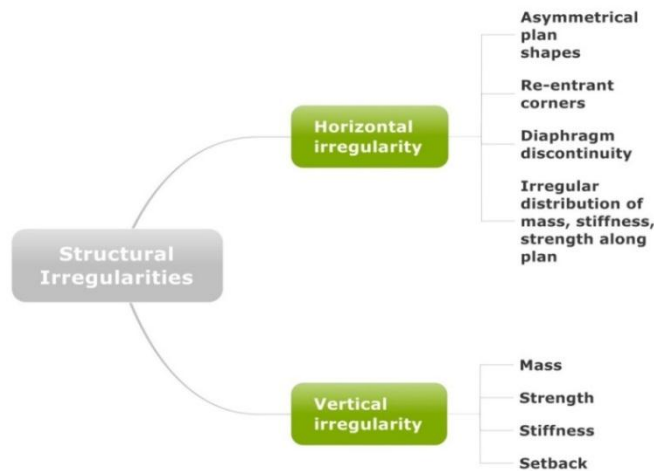 Structural
Irregularities
Horizontal
irregularity
Asymmetrical
plan
shapes
Re-entrant
corners
Diaphragm
discontinuity
Irregular
distribution of
mass, stiffness,
strength along
plan
Vertical
irregularity
Mass
Strength
Stiffness
Setback